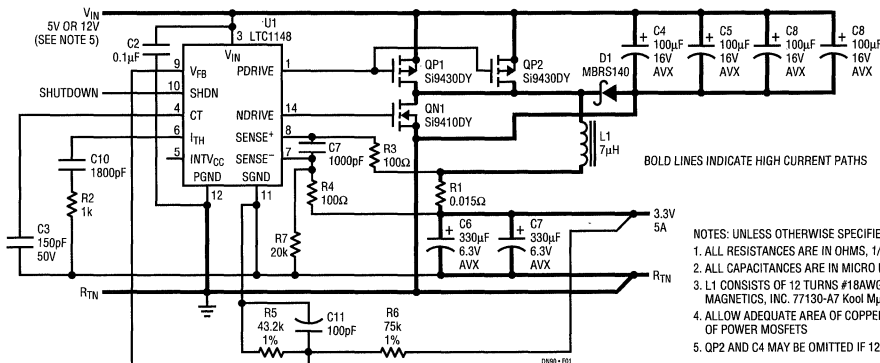 VIN
5V OR 12V
(SEE NOTE 5)
C2
0.1µF
3
U1
LTC1148
VIN
9
VFB
PDRIVE
1
QP1
Si9430DY
QP2
Si9430DY
D1
MBRS140
C4
100µF
16V
AVX
C5
100µF
16V
AVX
C8
100µF
16V
AVX
C8
100µF
16V
AVX
SHUTDOWN
10
SHDN
4
CT
NDRIVE
14
QN1
Si9410DY
6
ITH
SENSE+
8
C7
1000pF
R3
100Ω
L1
7µH
5
INTVCC
SENSE−
7
PGND
SGND
12
11
C10
1800pF
R2
1k
C3
150pF
50V
R4
100Ω
R7
20k
R1
0.015Ω
BOLD LINES INDICATE HIGH CURRENT PATHS
C6
330µF
6.3V
AVX
C7
330µF
6.3V
AVX
3.3V
5A
RTN
RTN
R5
43.2k
1%
C11
100pF
R6
75k
1%
DN90 • F01
NOTES: UNLESS OTHERWISE SPECIFIE
1. ALL RESISTANCES ARE IN OHMS, 1/
2. ALL CAPACITANCES ARE IN MICRO
3. L1 CONSISTS OF 12 TURNS #18AWG
MAGNETICS, INC. 77130-A7 Kool Mµ
4. ALLOW ADEQUATE AREA OF COPPE
OF POWER MOSFETS
5. QP2 AND C4 MAY BE OMITTED IF 12